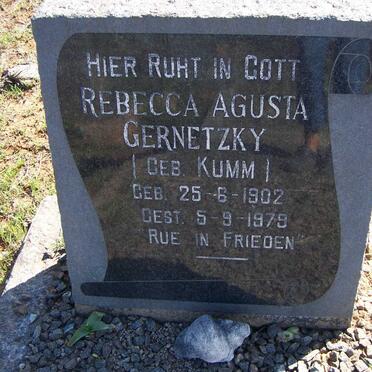 HIER RUHT IN GOTT
REBECCA AGUSTA
GERNETZKY
(GEB. KUMM)
GEB. 25-6-1902
GEST. 5-9-1979
RUE IN FRIEDEN